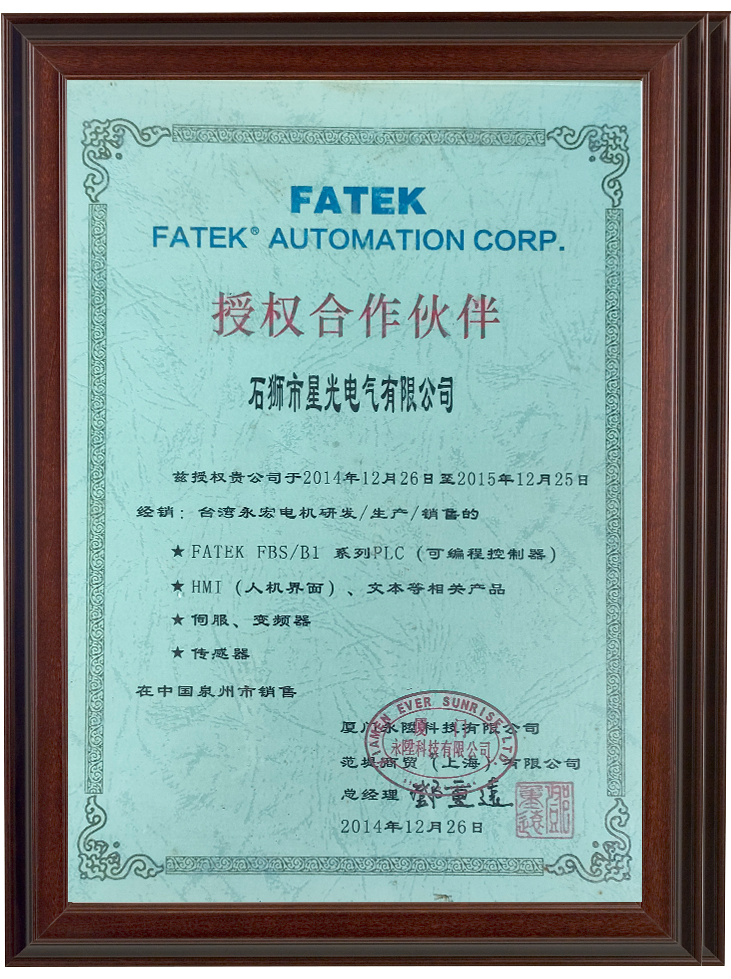 FATEK
FATEK® AUTOMATION CORP.
授权合作伙伴
石狮市星光电气有限公司
兹授权贵公司于2014年12月26日至2015年12月25日
经销：台湾永宏电机研发/生产/销售的
★FATEK FBS/B1 系列PLC（可编程控制器）
★HMI（人机界面）、文本等相关产品
★伺服、变频器
★传感器
在中国泉州市销售
厦门永陞科技有限公司
XIAMEN EVER SUNRISE LTD
厦门
永陞科技有限公司
范堤商贸（上海）有限公司
总经理
2014年12月26日